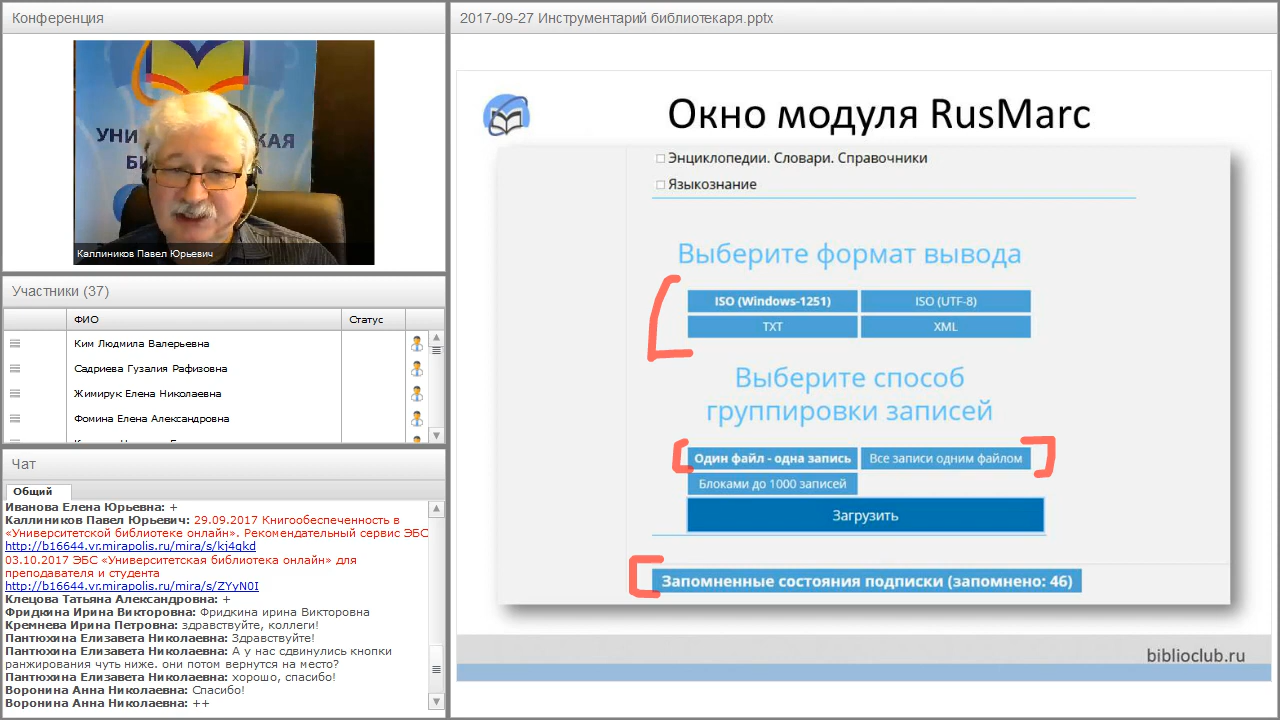 Конференция
УНИ
КАЯ
БИ
Каллиников Павел Юрьевич
Участники (37)
ФИО
Статус
Ким Людмила Валерьевна
Садриева Гузалия Рафизовна
Жимирук Елена Николаевна
Фомина Елена Александровна
Чат
Общий
Иванова Елена Юрьевна: +
Каллиников Павел Юрьевич: 29.09.2017 Книгообеспеченность в
«Университетской библиотеке онлайн». Рекомендательный сервис ЭБС
http://b16644.vr.mirapolis.ru/mira/s/kj4qkd
03.10.2017 ЭБС «Университетская библиотека онлайн» для
преподавателя и студента
http://b16644.vr.mirapolis.ru/mira/s/ZYvN0I
Клецова Татьяна Александровна: +
Фридкина Ирина Викторовна: Фридкина ирина Викторовна
Кремнева Ирина Петровна: здравствуйте, коллеги!
Пантюхина Елизавета Николаевна: Здравствуйте!
Пантюхина Елизавета Николаевна: А у нас сдвинулись кнопки
ранжирования чуть ниже. они потом вернутся на место?
Пантюхина Елизавета Николаевна: хорошо, спасибо!
Воронина Анна Николаевна: Спасибо!
Воронина Анна Николаевна: ++
2017-09-27 Инструментарий библиотекаря.pptx
Окно модуля RusMarc
Энциклопедии. Словари. Справочники
Языкознание
Выберите формат вывода
ISO (Windows-1251) ISO (UTF-8)
TXT XML
Выберите способ
группировки записей
Один файл - одна запись Все записи одним файлом
Блоками до 1000 записей
Загрузить
Запомненные состояния подписки (запомнено: 46)
biblioclub.ru